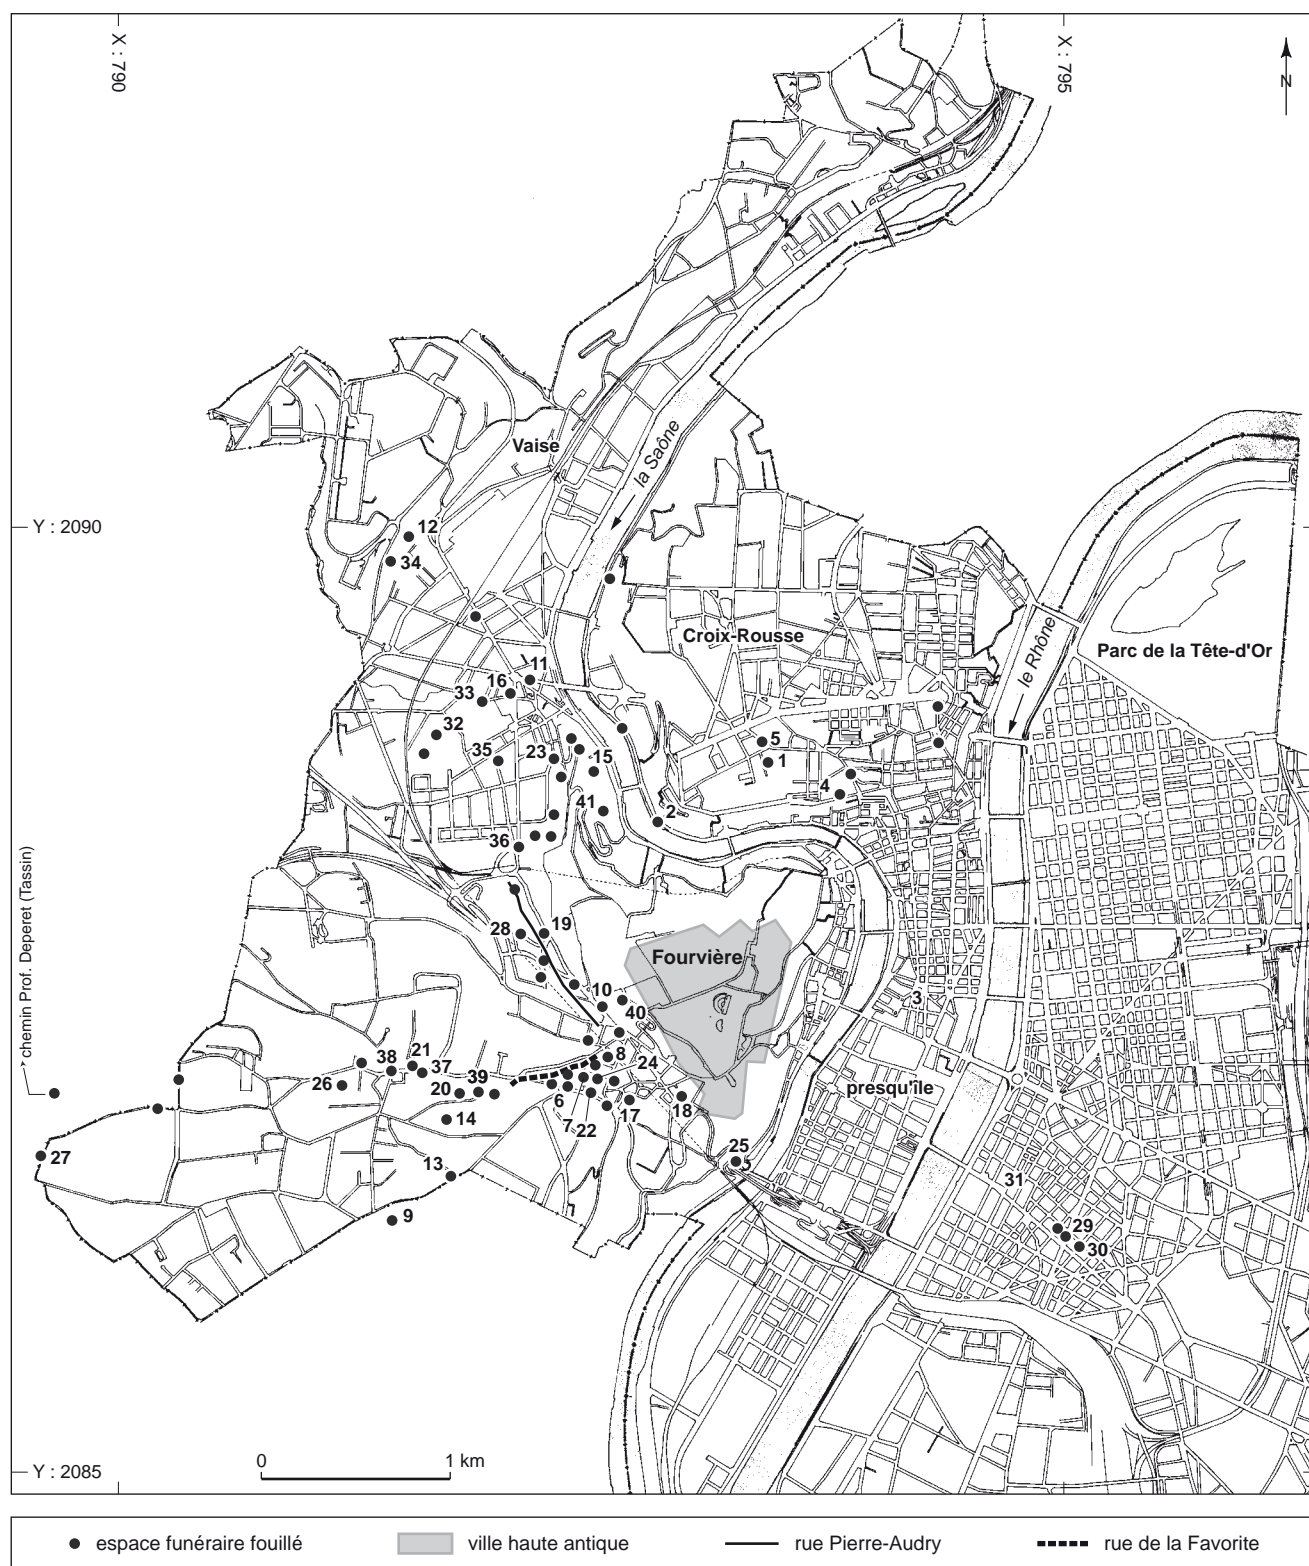 X : 790
X : 795
N
Vaise
la Saône
Y : 2090
12
34
Croix-Rousse
le Rhône
Parc de la Tête-d'Or
11
16
33
32
5
35
23
1
15
4
41
2
36
chemin Prof. Deperet (Tassin)
28
19
Fourvière
3
10
40
38
21
8
37
24
26
20
39
presqu'île
6
14
7
17
18
22
27
25
13
31
9
29
30
0
1 km
Y : 2085
espace funéraire fouillé
ville haute antique
rue Pierre-Audry
rue de la Favorite